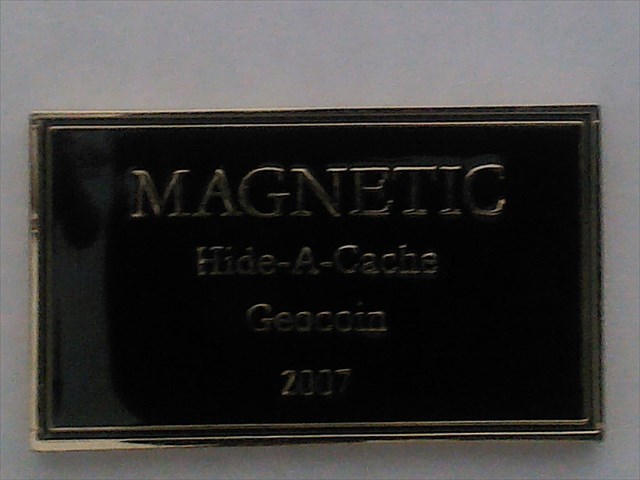 MAGNETIC
Hide-A-Cache
Geocoin
2007